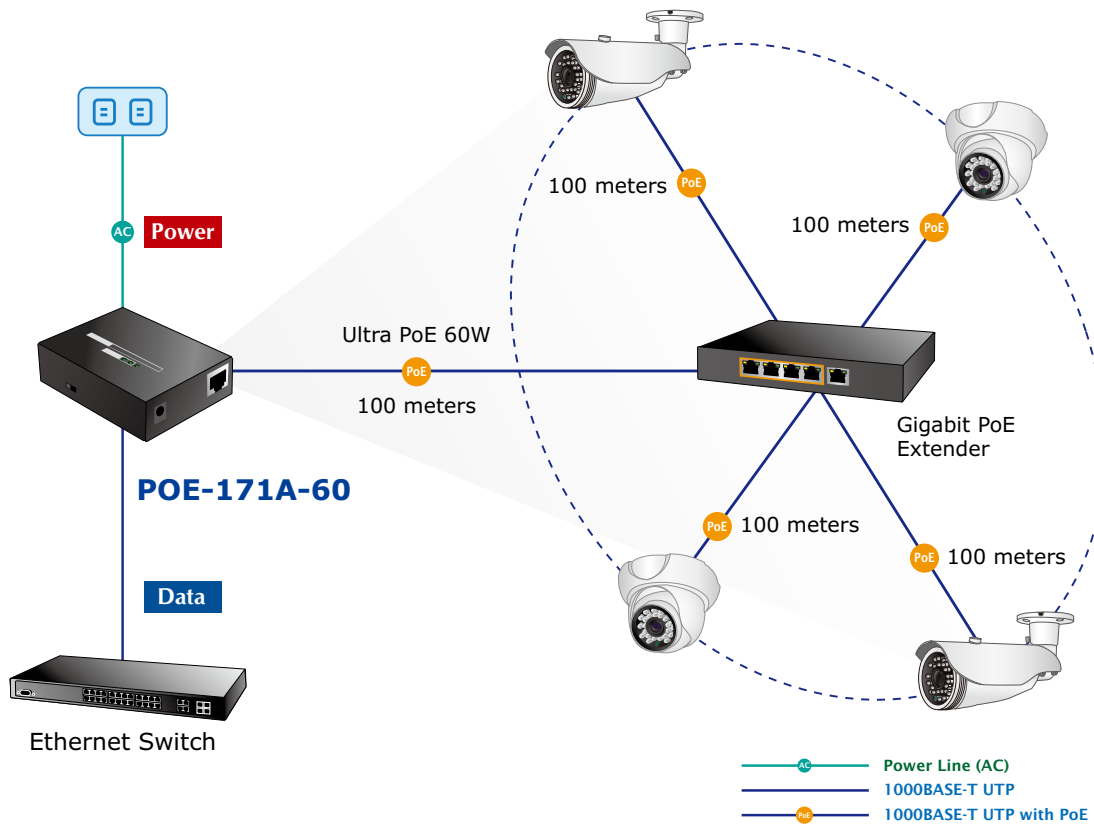 100 meters
PoE
100 meters
PoE
AC
Power
Ultra PoE 60W
PoE
100 meters
Gigabit PoE
Extender
POE-171A-60
PoE
100 meters
PoE
100 meters
Data
Ethernet Switch
AC
Power Line (AC)
1000BASE-T UTP
PoE
1000BASE-T UTP with PoE